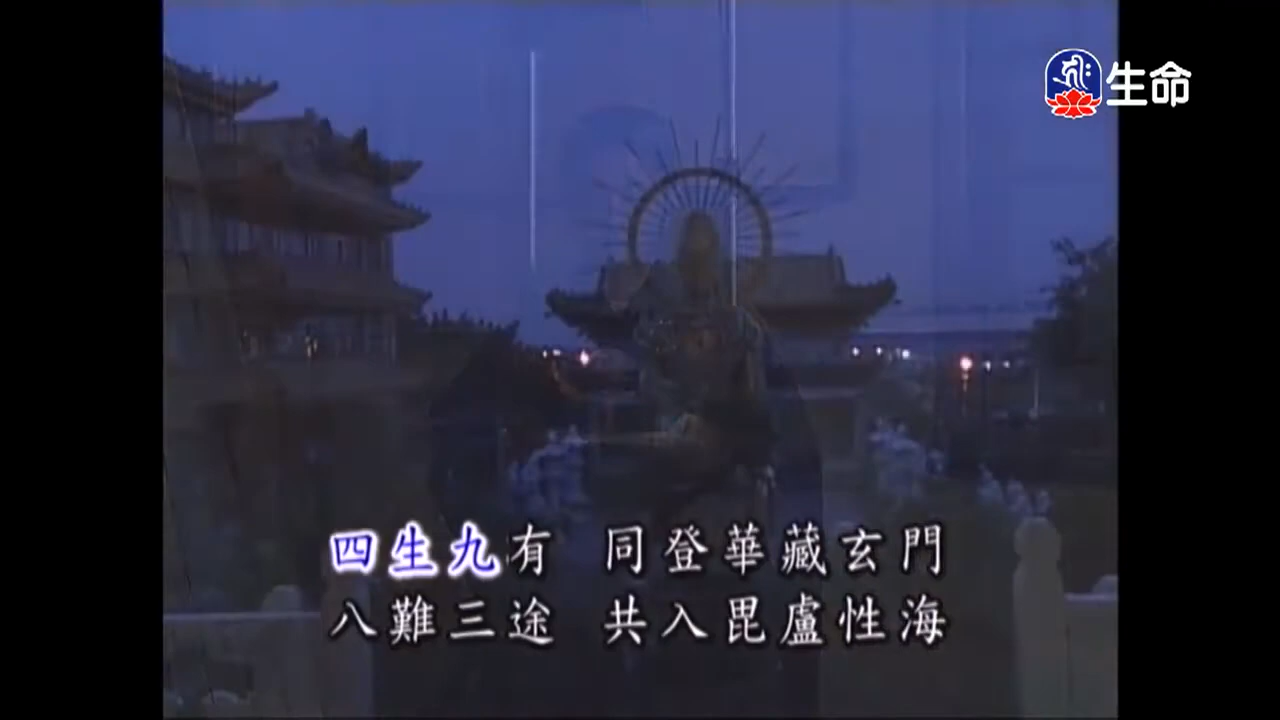 生命
四生九有 同登華藏玄門
八難三途 共入毘盧性海